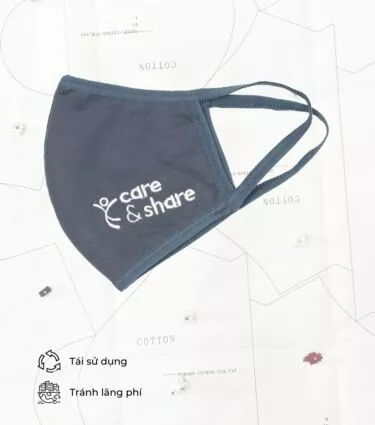 COTTON
care
& share
COTTON
COTTON
Tái sử dụng
Tránh lãng phí